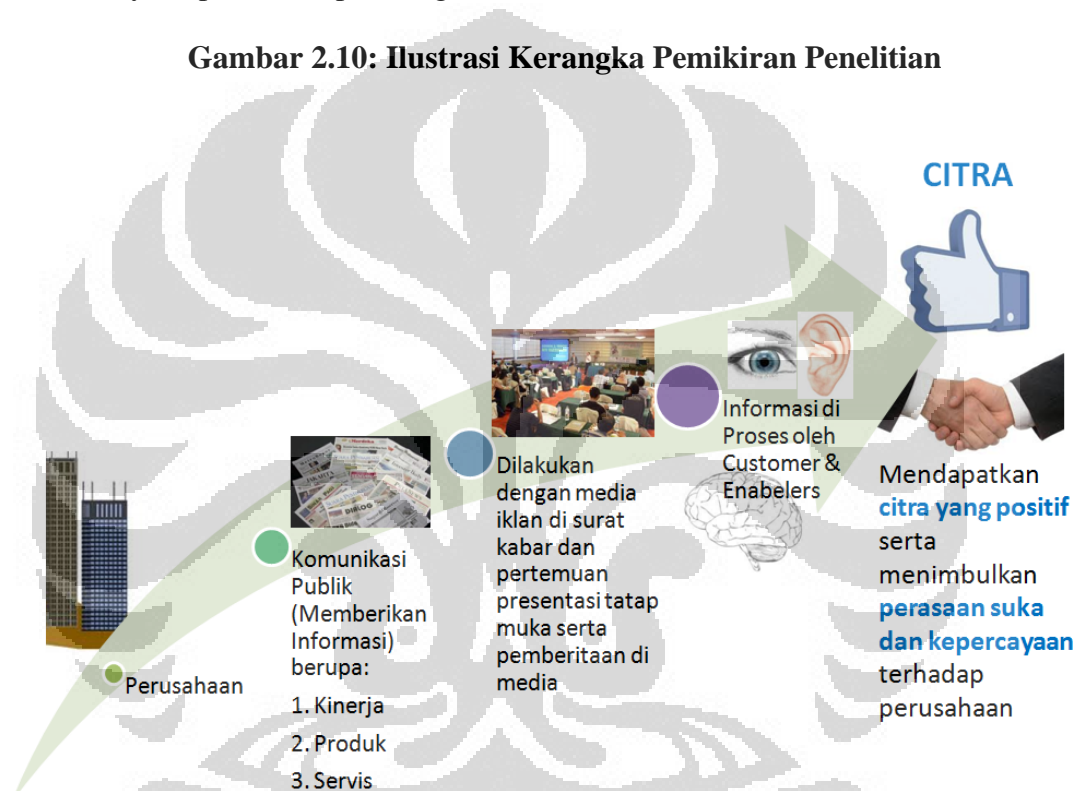 Gambar 2.10: Ilustrasi Kerangka Pemikiran Penelitian
CITRA
Perusahaan
Komunikasi
Publik
(Memberikan
Informasi)
berupa:
1. Kinerja
2. Produk
3. Servis
Dilakukan
dengan media
iklan di surat
kabar dan
pertemuan
presentasi tatap
muka serta
pemberitaan di
media
Informasi di
Proses oleh
Customer &
Enabelers
Mendapatkan
citra yang positif
serta
menimbulkan
perasaan suka
dan kepercayaan
terhadap
perusahaan